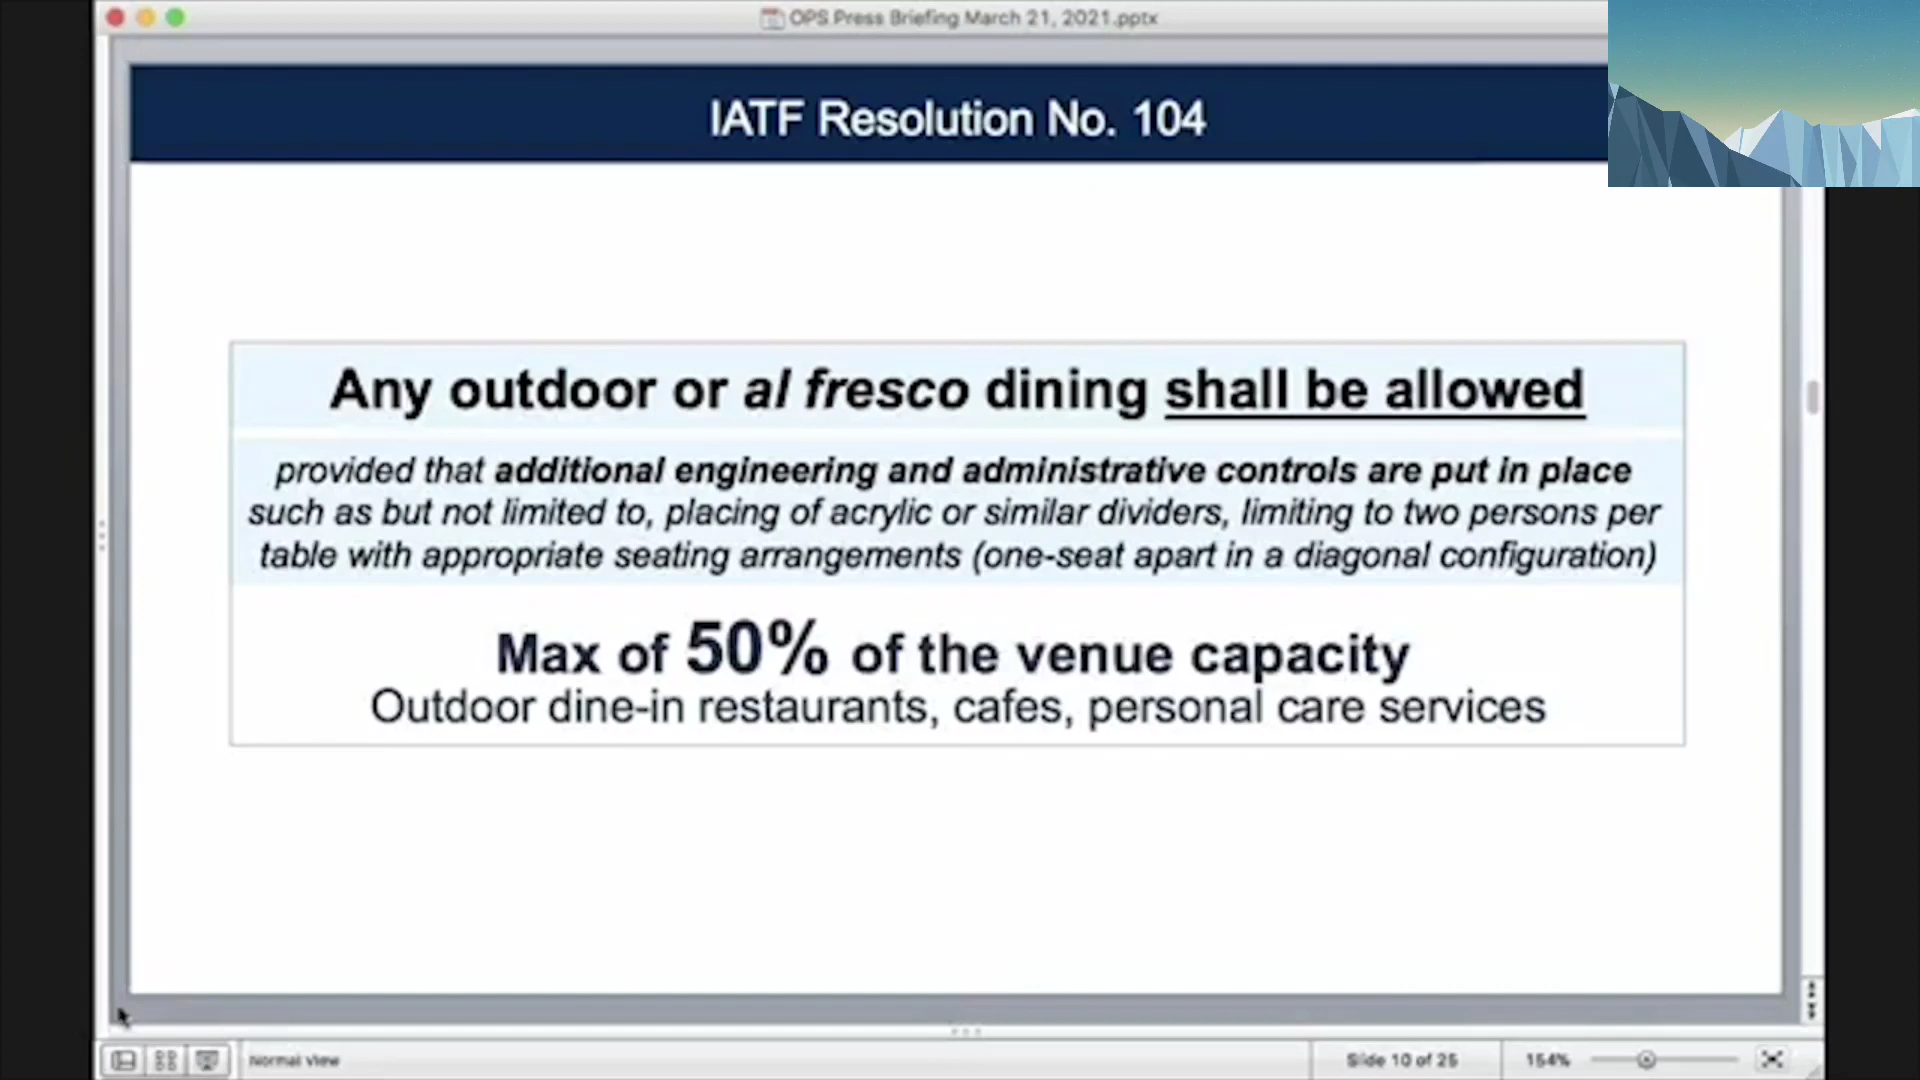 OPS Press Briefing March 21, 2021.pptx
IATF Resolution No. 104
Any outdoor or al fresco dining shall be allowed
provided that additional engineering and administrative controls are put in place
such as but not limited to, placing of acrylic or similar dividers, limiting to two persons per
table with appropriate seating arrangements (one-seat apart in a diagonal configuration)
Max of 50% of the venue capacity
Outdoor dine-in restaurants, cafes, personal care services
Normal View
Slide 10 of 25
154%